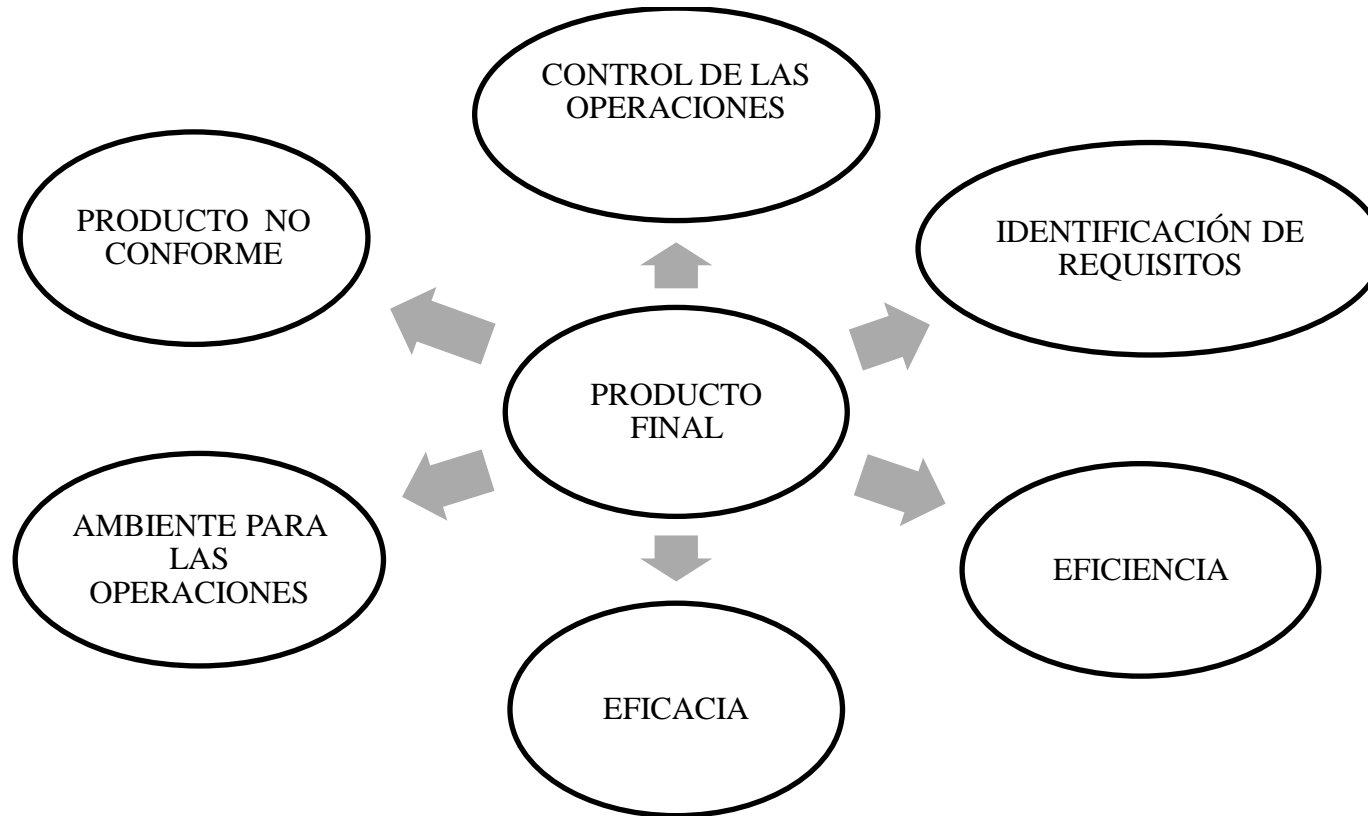 CONTROL DE LAS
OPERACIONES
PRODUCTO NO
CONFORME
IDENTIFICACIÓN DE
REQUISITOS
PRODUCTO
FINAL
AMBIENTE PARA
LAS
OPERACIONES
EFICIENCIA
EFICACIA